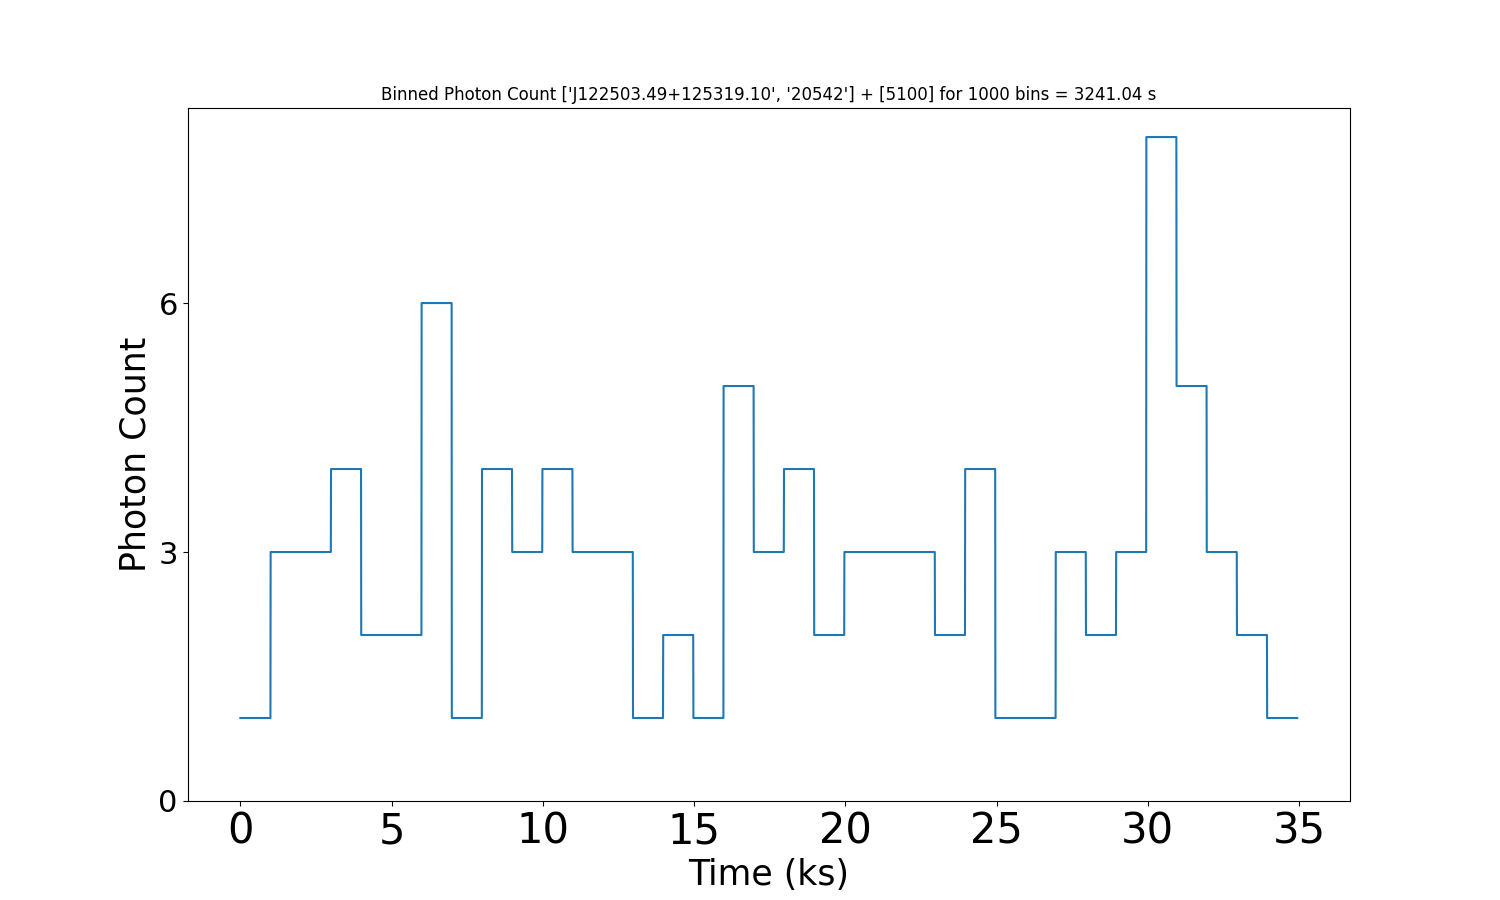 Binned Photon Count ['J122503.49+125319.10', '20542'] + [5100] for 1000 bins = 3241.04 s
Photon Count
6
3
0
0 5 10 15 20 25 30 35
Time (ks)